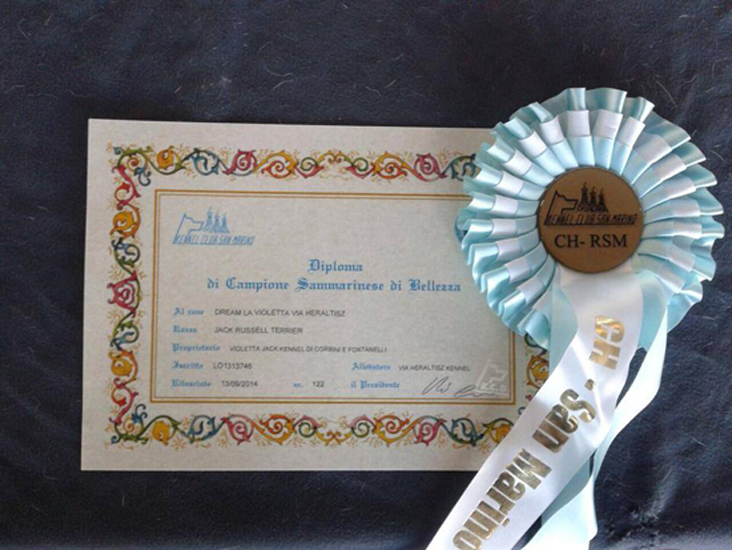 KENNEL CLUB SAN MARINO
Diploma
di Campione Sammarinese di Bellezza
Al cane DREAM LA VIOLETTA VIA HERALTISZ
Razza JACK RUSSELL TERRIER
Proprietario VIOLETTA JACK KENNEL DI CORSINI E FONTANELLI
Iscritto LO1313746 Allevatore VIA HERALTISZ KENNEL
Rilasciato 13/09/2014 nr. 122 il Presidente
KENNEL CLUB SAN MARINO
CH- RSM
CH - San Marino